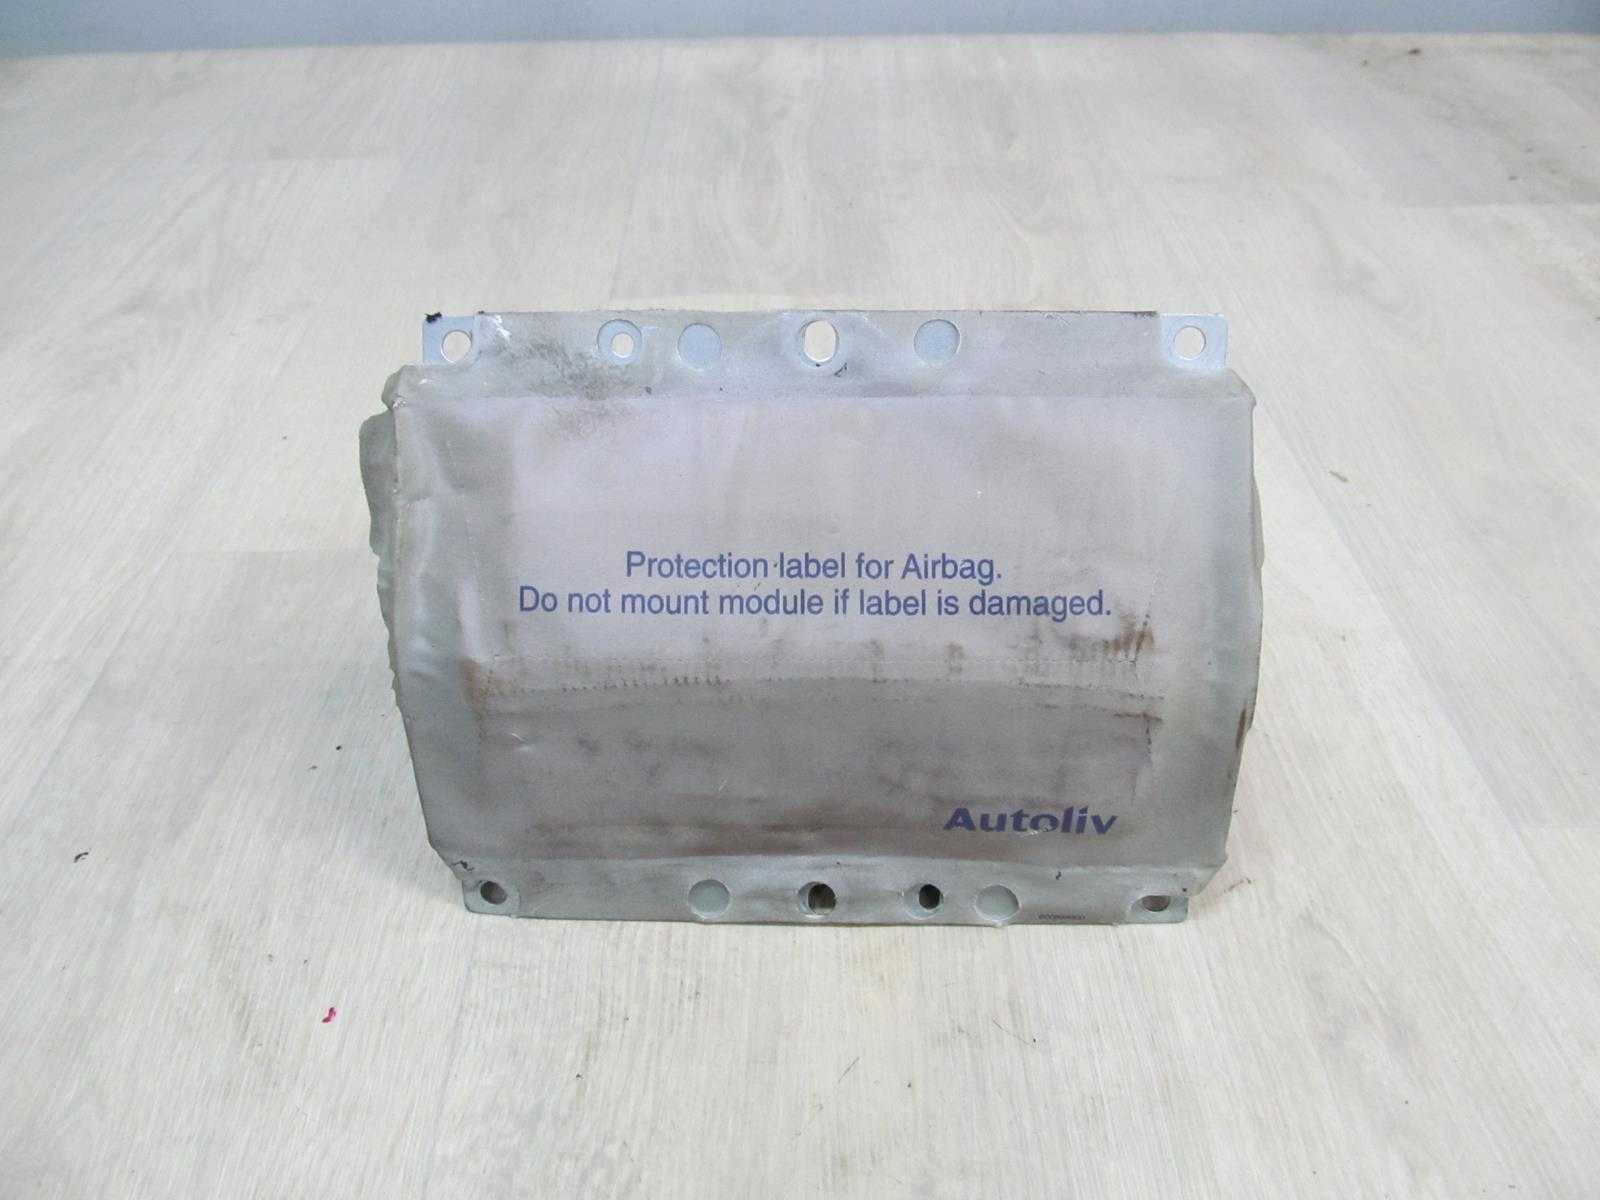 Protection label for Airbag.
Do not mount module if label is damaged.
Autoliv